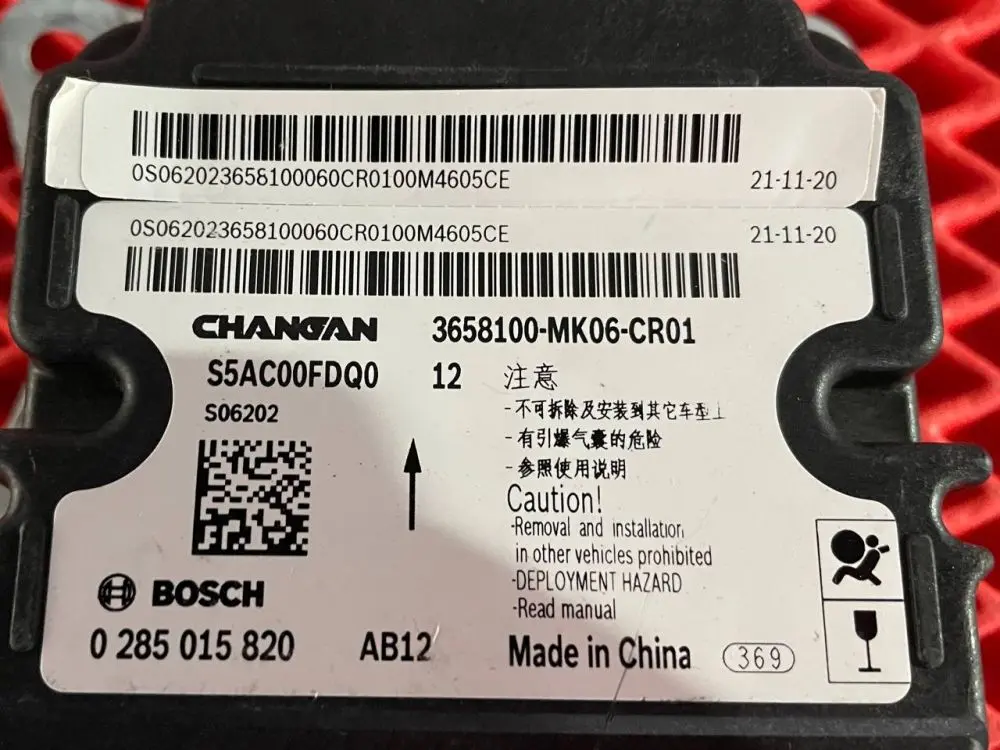 0S062023658100060CR0100M4605CE 21-11-20
0S062023658100060CR0100M4605CE 21-11-20
CHANGAN 3658100-MK06-CR01
S5AC00FDQ0 12 注意
S06202
-不可拆除及安装到其它车型上
-有引爆气囊的危险
-参照使用说明
Caution!
-Removal and installation
in other vehicles prohibited
-DEPLOYMENT HAZARD
-Read manual
BOSCH
0 285 015 820 AB12 Made in China 369